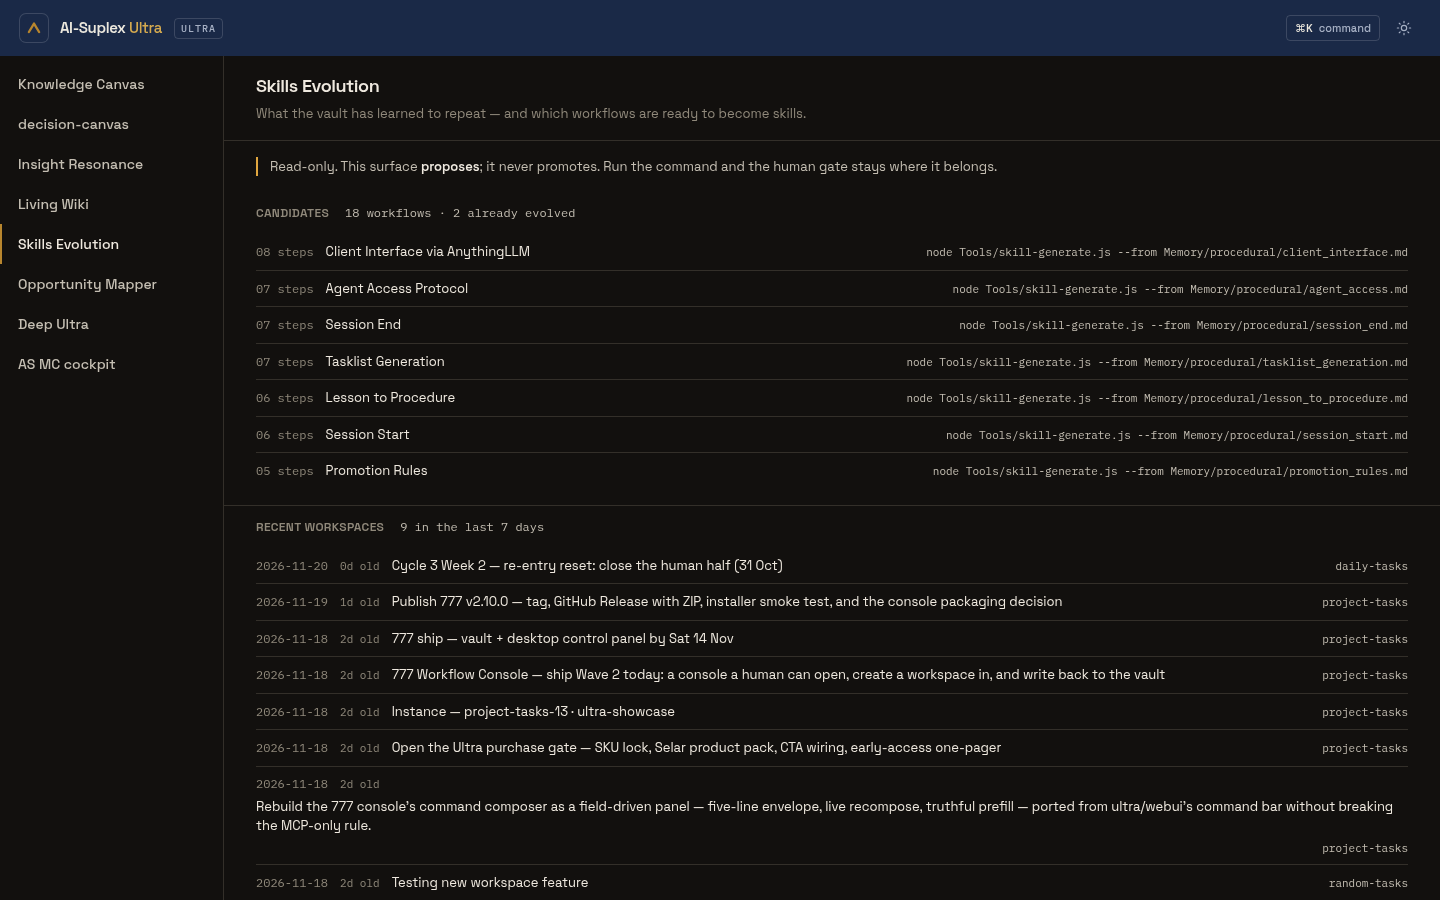 AI-Suplex Ultra ULTRA
⌘K command
Knowledge Canvas
decision-canvas
Insight Resonance
Living Wiki
Skills Evolution
Opportunity Mapper
Deep Ultra
AS MC cockpit
Skills Evolution
What the vault has learned to repeat — and which workflows are ready to become skills.
Read-only. This surface proposes; it never promotes. Run the command and the human gate stays where it belongs.
CANDIDATES 18 workflows · 2 already evolved
08 steps Client Interface via AnythingLLM node Tools/skill-generate.js --from Memory/procedural/client_interface.md
07 steps Agent Access Protocol node Tools/skill-generate.js --from Memory/procedural/agent_access.md
07 steps Session End node Tools/skill-generate.js --from Memory/procedural/session_end.md
07 steps Tasklist Generation node Tools/skill-generate.js --from Memory/procedural/tasklist_generation.md
06 steps Lesson to Procedure node Tools/skill-generate.js --from Memory/procedural/lesson_to_procedure.md
06 steps Session Start node Tools/skill-generate.js --from Memory/procedural/session_start.md
05 steps Promotion Rules node Tools/skill-generate.js --from Memory/procedural/promotion_rules.md
RECENT WORKSPACES 9 in the last 7 days
2026-11-20 0d old Cycle 3 Week 2 — re-entry reset: close the human half (31 Oct) daily-tasks
2026-11-19 1d old Publish 777 v2.10.0 — tag, GitHub Release with ZIP, installer smoke test, and the console packaging decision project-tasks
2026-11-18 2d old 777 ship — vault + desktop control panel by Sat 14 Nov project-tasks
2026-11-18 2d old 777 Workflow Console — ship Wave 2 today: a console a human can open, create a workspace in, and write back to the vault project-tasks
2026-11-18 2d old Instance — project-tasks-13 · ultra-showcase project-tasks
2026-11-18 2d old Open the Ultra purchase gate — SKU lock, Selar product pack, CTA wiring, early-access one-pager project-tasks
2026-11-18 2d old
Rebuild the 777 console's command composer as a field-driven panel — five-line envelope, live recompose, truthful prefill — ported from ultra/webui's command bar without breaking
the MCP-only rule.
project-tasks
2026-11-18 2d old Testing new workspace feature random-tasks